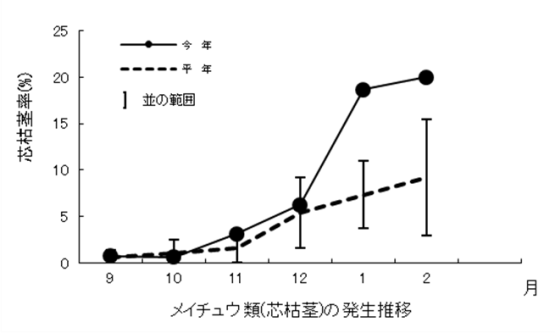 今 年
平 年
並の範囲
芯枯茎率(%)
25
20
15
10
5
0
9 10 11 12 1 2
月
メイチュウ類(芯枯茎)の発生推移